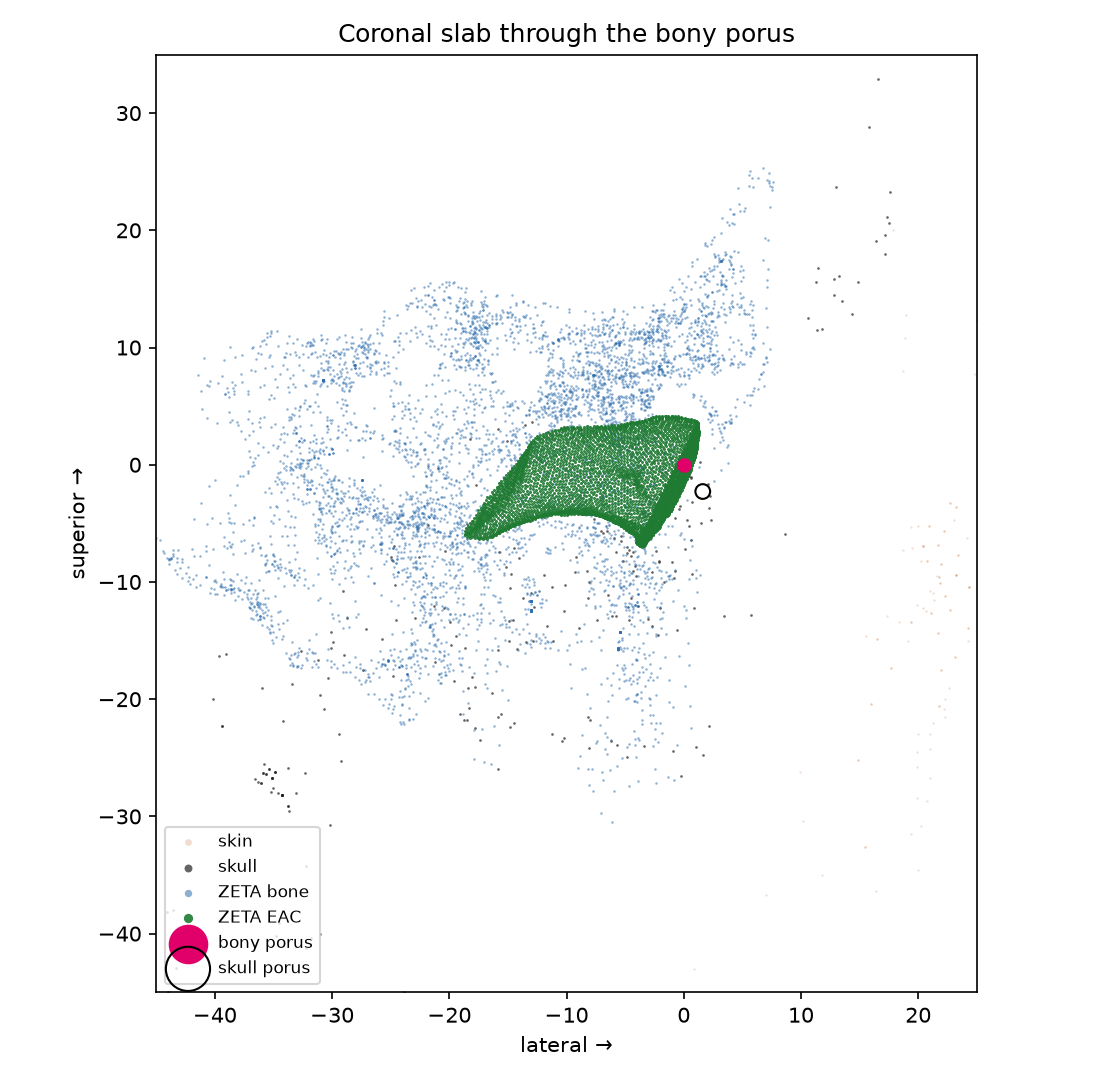 Coronal slab through the bony porus
superior →
30
20
10
0
−10
−20
−30
−40
skin
skull
ZETA bone
ZETA EAC
bony porus
skull porus
−40 −30 −20 −10 0 10 20
lateral →